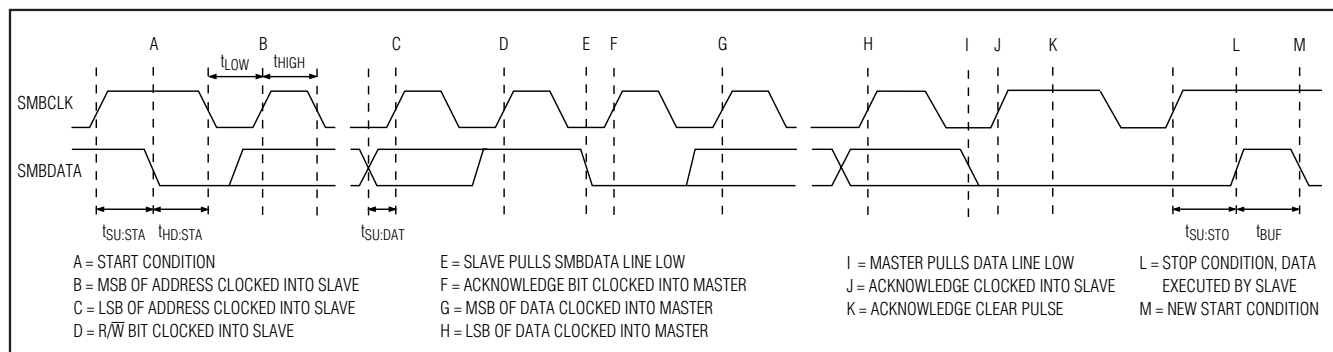 A B C D E F G H I J K L M
tLOW tHIGH
SMBCLK
SMBDATA
tSU:STA tHD:STA tSU:DAT tSU:STO tBUF
A = START CONDITION
B = MSB OF ADDRESS CLOCKED INTO SLAVE
C = LSB OF ADDRESS CLOCKED INTO SLAVE
D = R/W̅ BIT CLOCKED INTO SLAVE
E = SLAVE PULLS SMBDATA LINE LOW
F = ACKNOWLEDGE BIT CLOCKED INTO MASTER
G = MSB OF DATA CLOCKED INTO MASTER
H = LSB OF DATA CLOCKED INTO MASTER
I = MASTER PULLS DATA LINE LOW
J = ACKNOWLEDGE CLOCKED INTO SLAVE
K = ACKNOWLEDGE CLEAR PULSE
L = STOP CONDITION, DATA
EXECUTED BY SLAVE
M = NEW START CONDITION